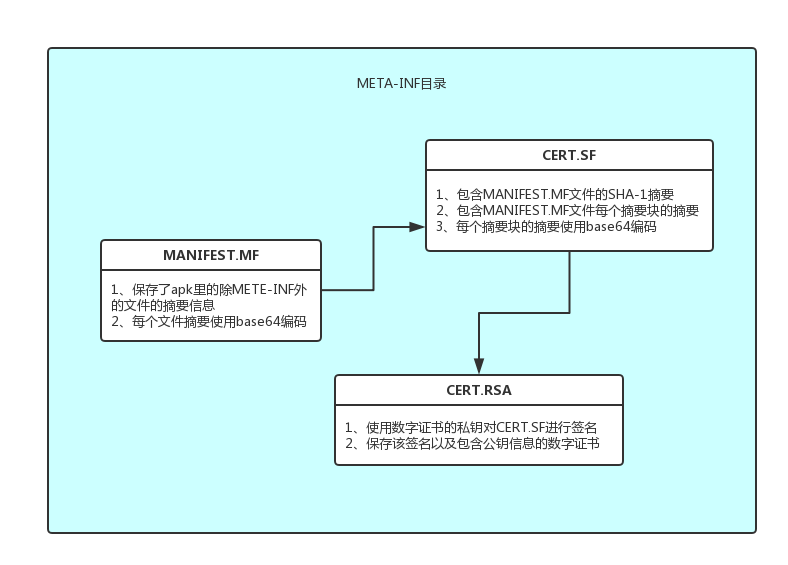 META-INF目录
CERT.SF
1、包含MANIFEST.MF文件的SHA-1摘要
2、包含MANIFEST.MF文件每个摘要块的摘要
3、每个摘要块的摘要使用base64编码
MANIFEST.MF
1、保存了apk里的除METE-INF外
的文件的摘要信息
2、每个文件摘要使用base64编码
CERT.RSA
1、使用数字证书的私钥对CERT.SF进行签名
2、保存该签名以及包含公钥信息的数字证书